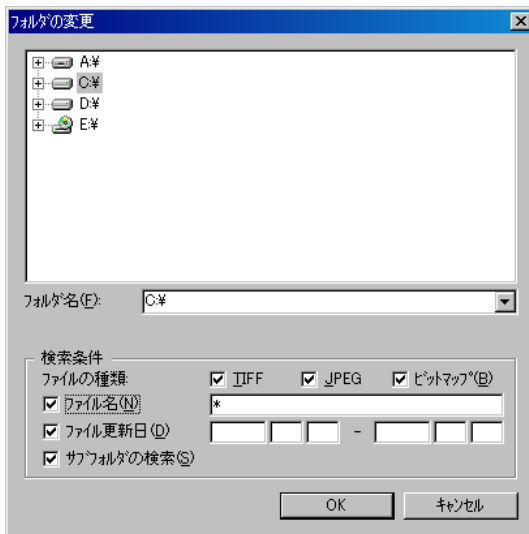 フォルダの変更
A:¥
C:¥
D:¥
E:¥
フォルダ名(F): C:¥
検索条件
ファイルの種類: TIFF JPEG ビットマップ(B)
ファイル名(N) *
ファイル更新日(D) -
サブフォルダの検索(S)
OK キャンセル